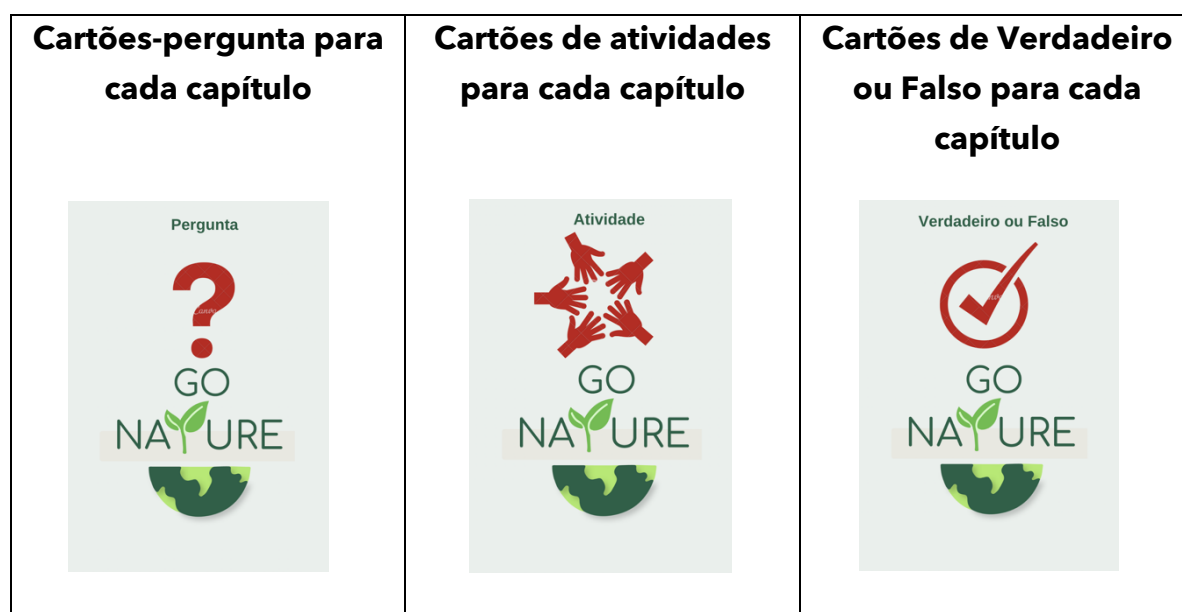 Cartões-pergunta para
cada capítulo
Pergunta
GO
NATURE
Cartões de atividades
para cada capítulo
Atividade
GO
NATURE
Cartões de Verdadeiro
ou Falso para cada
capítulo
Verdadeiro ou Falso
GO
NATURE